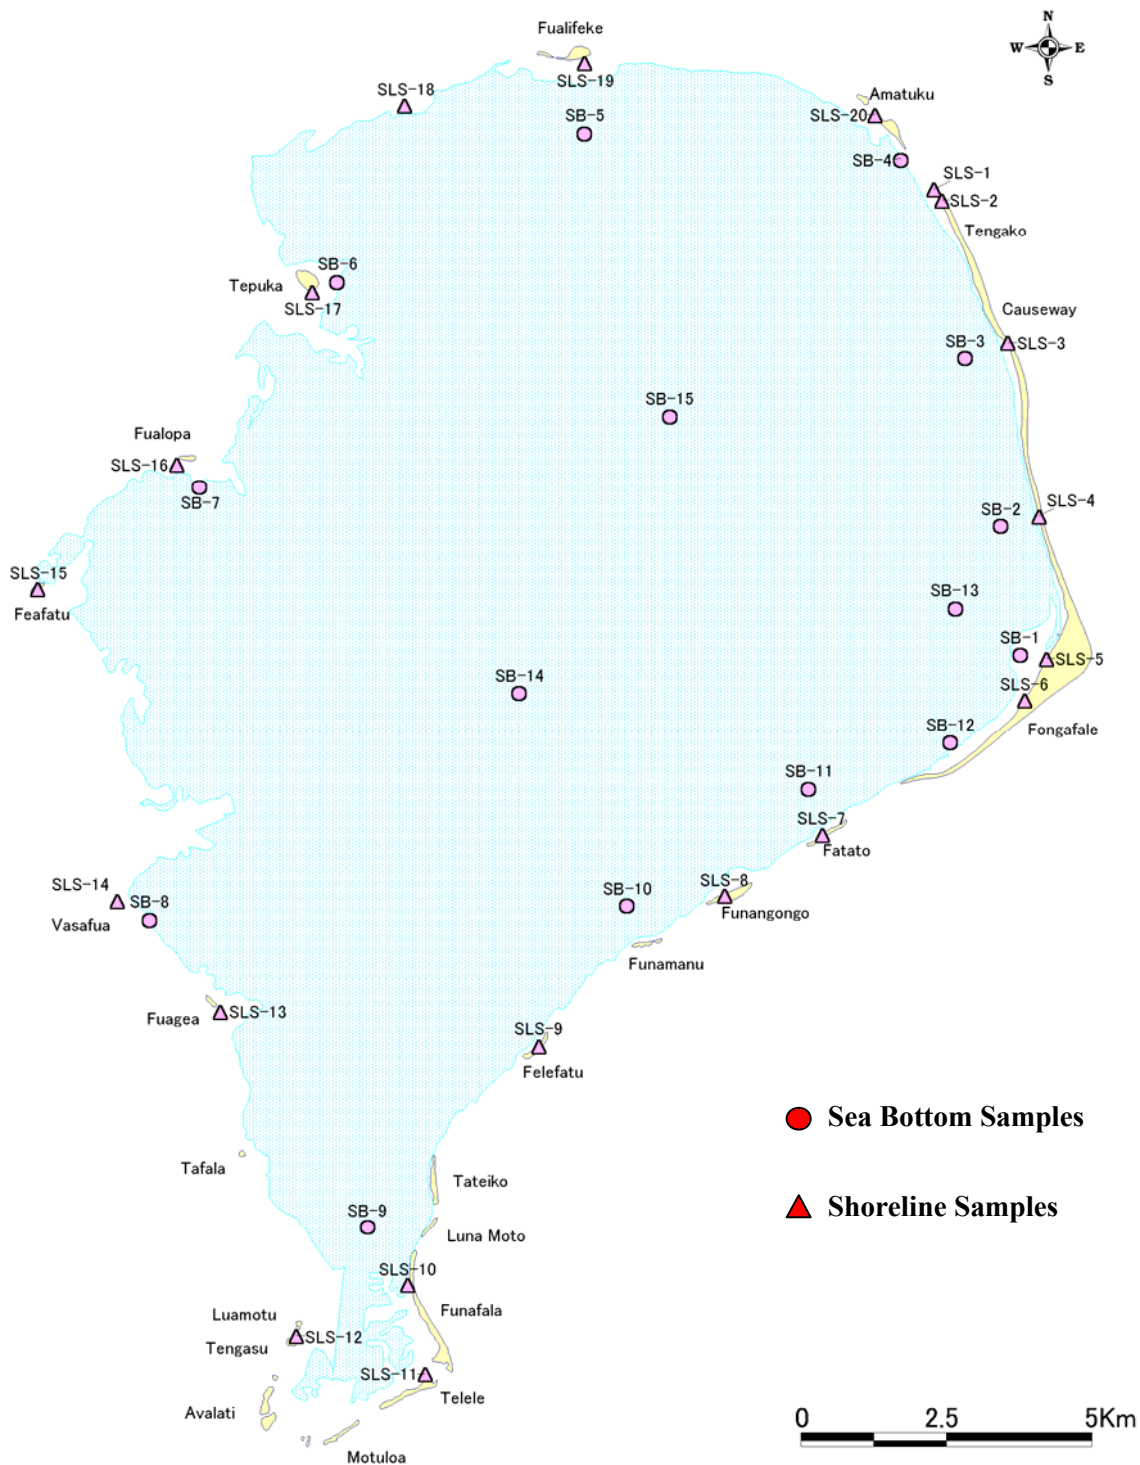 Fualifeke
N
W E
S
SLS-18
SLS-19
Amatuku
SB-5
SLS-20
SB-4
SLS-1
SLS-2
Tengako
SB-6
Tepuka
SLS-17
Causeway
SB-3
SLS-3
SB-15
Fualopa
SLS-16
SB-7
SLS-4
SB-2
SLS-15
Feafatu
SB-13
SB-1
SLS-5
SB-14
SLS-6
SB-12
Fongafale
SB-11
SLS-7
Fatato
SLS-14
SB-8
Vasafua
SB-10
SLS-8
Funangongo
Funamanu
Fuagea
SLS-13
SLS-9
Felefatu
Sea Bottom Samples
Tafala
Tateiko
SB-9
Shoreline Samples
Luna Moto
SLS-10
Luamotu
Funafala
Tengasu
SLS-12
SLS-11
Telele
Avalati
Motuloa
0 2.5 5Km